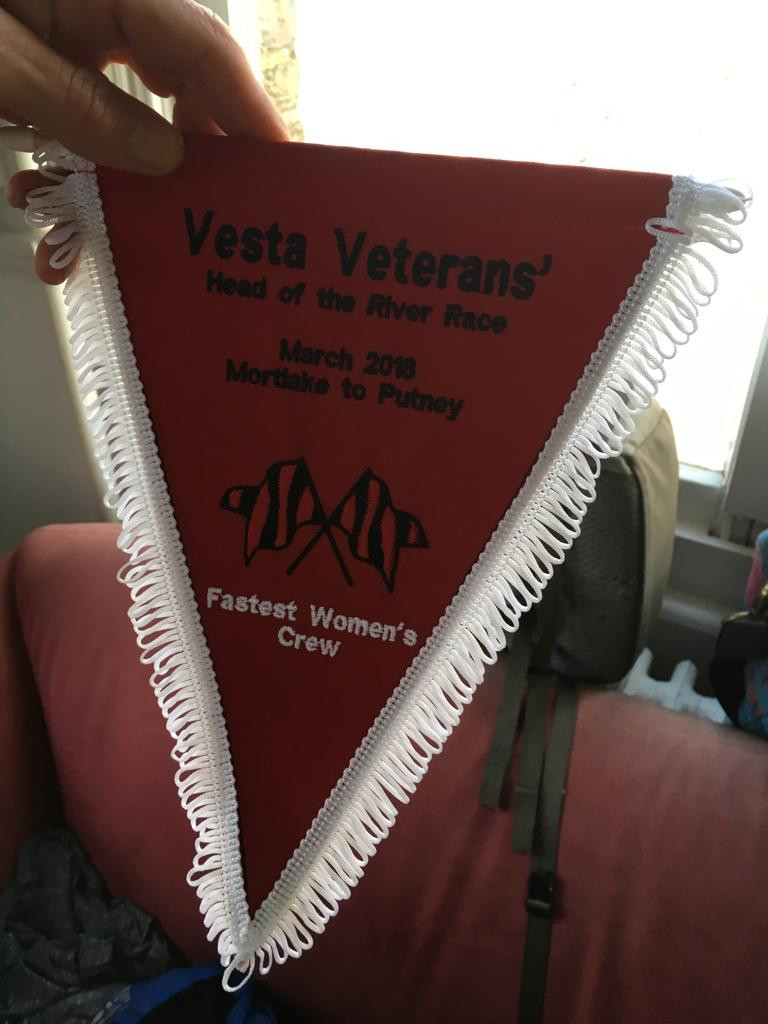 Vesta Veterans'
Head of the River Race
March 2018
Mortlake to Putney
Fastest Women's
Crew